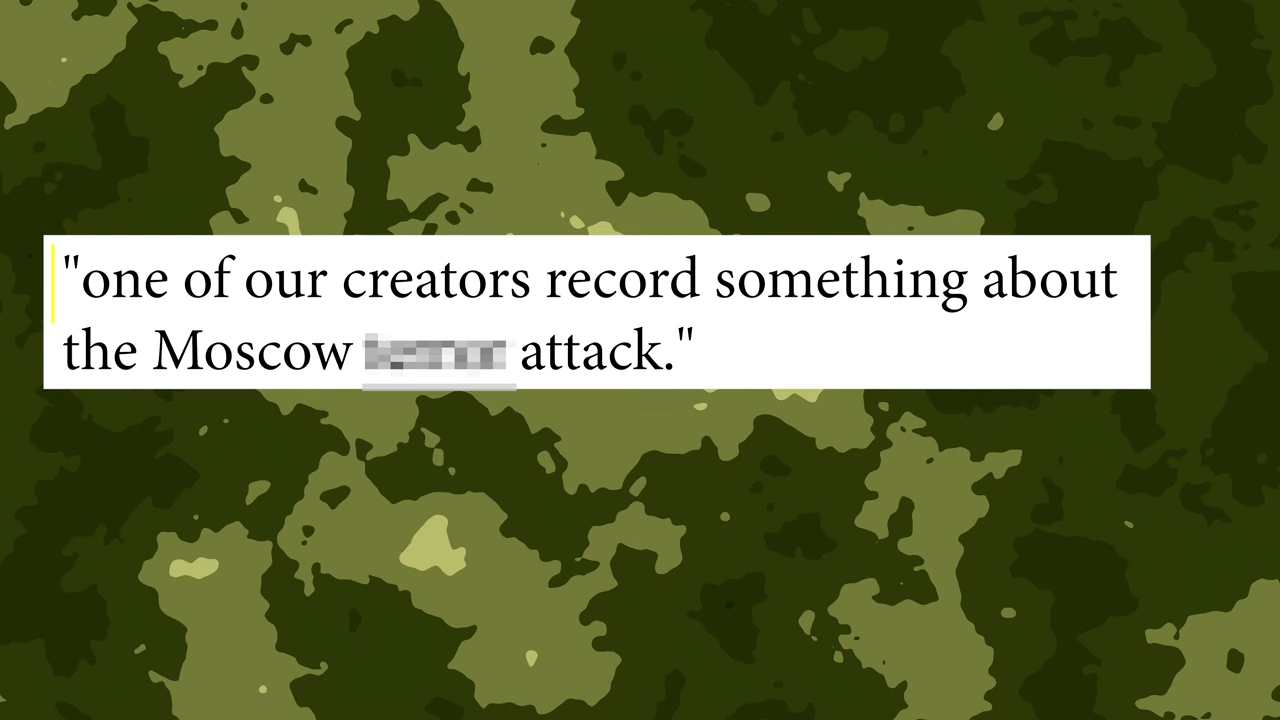 "one of our creators record something about
the Moscow attack."